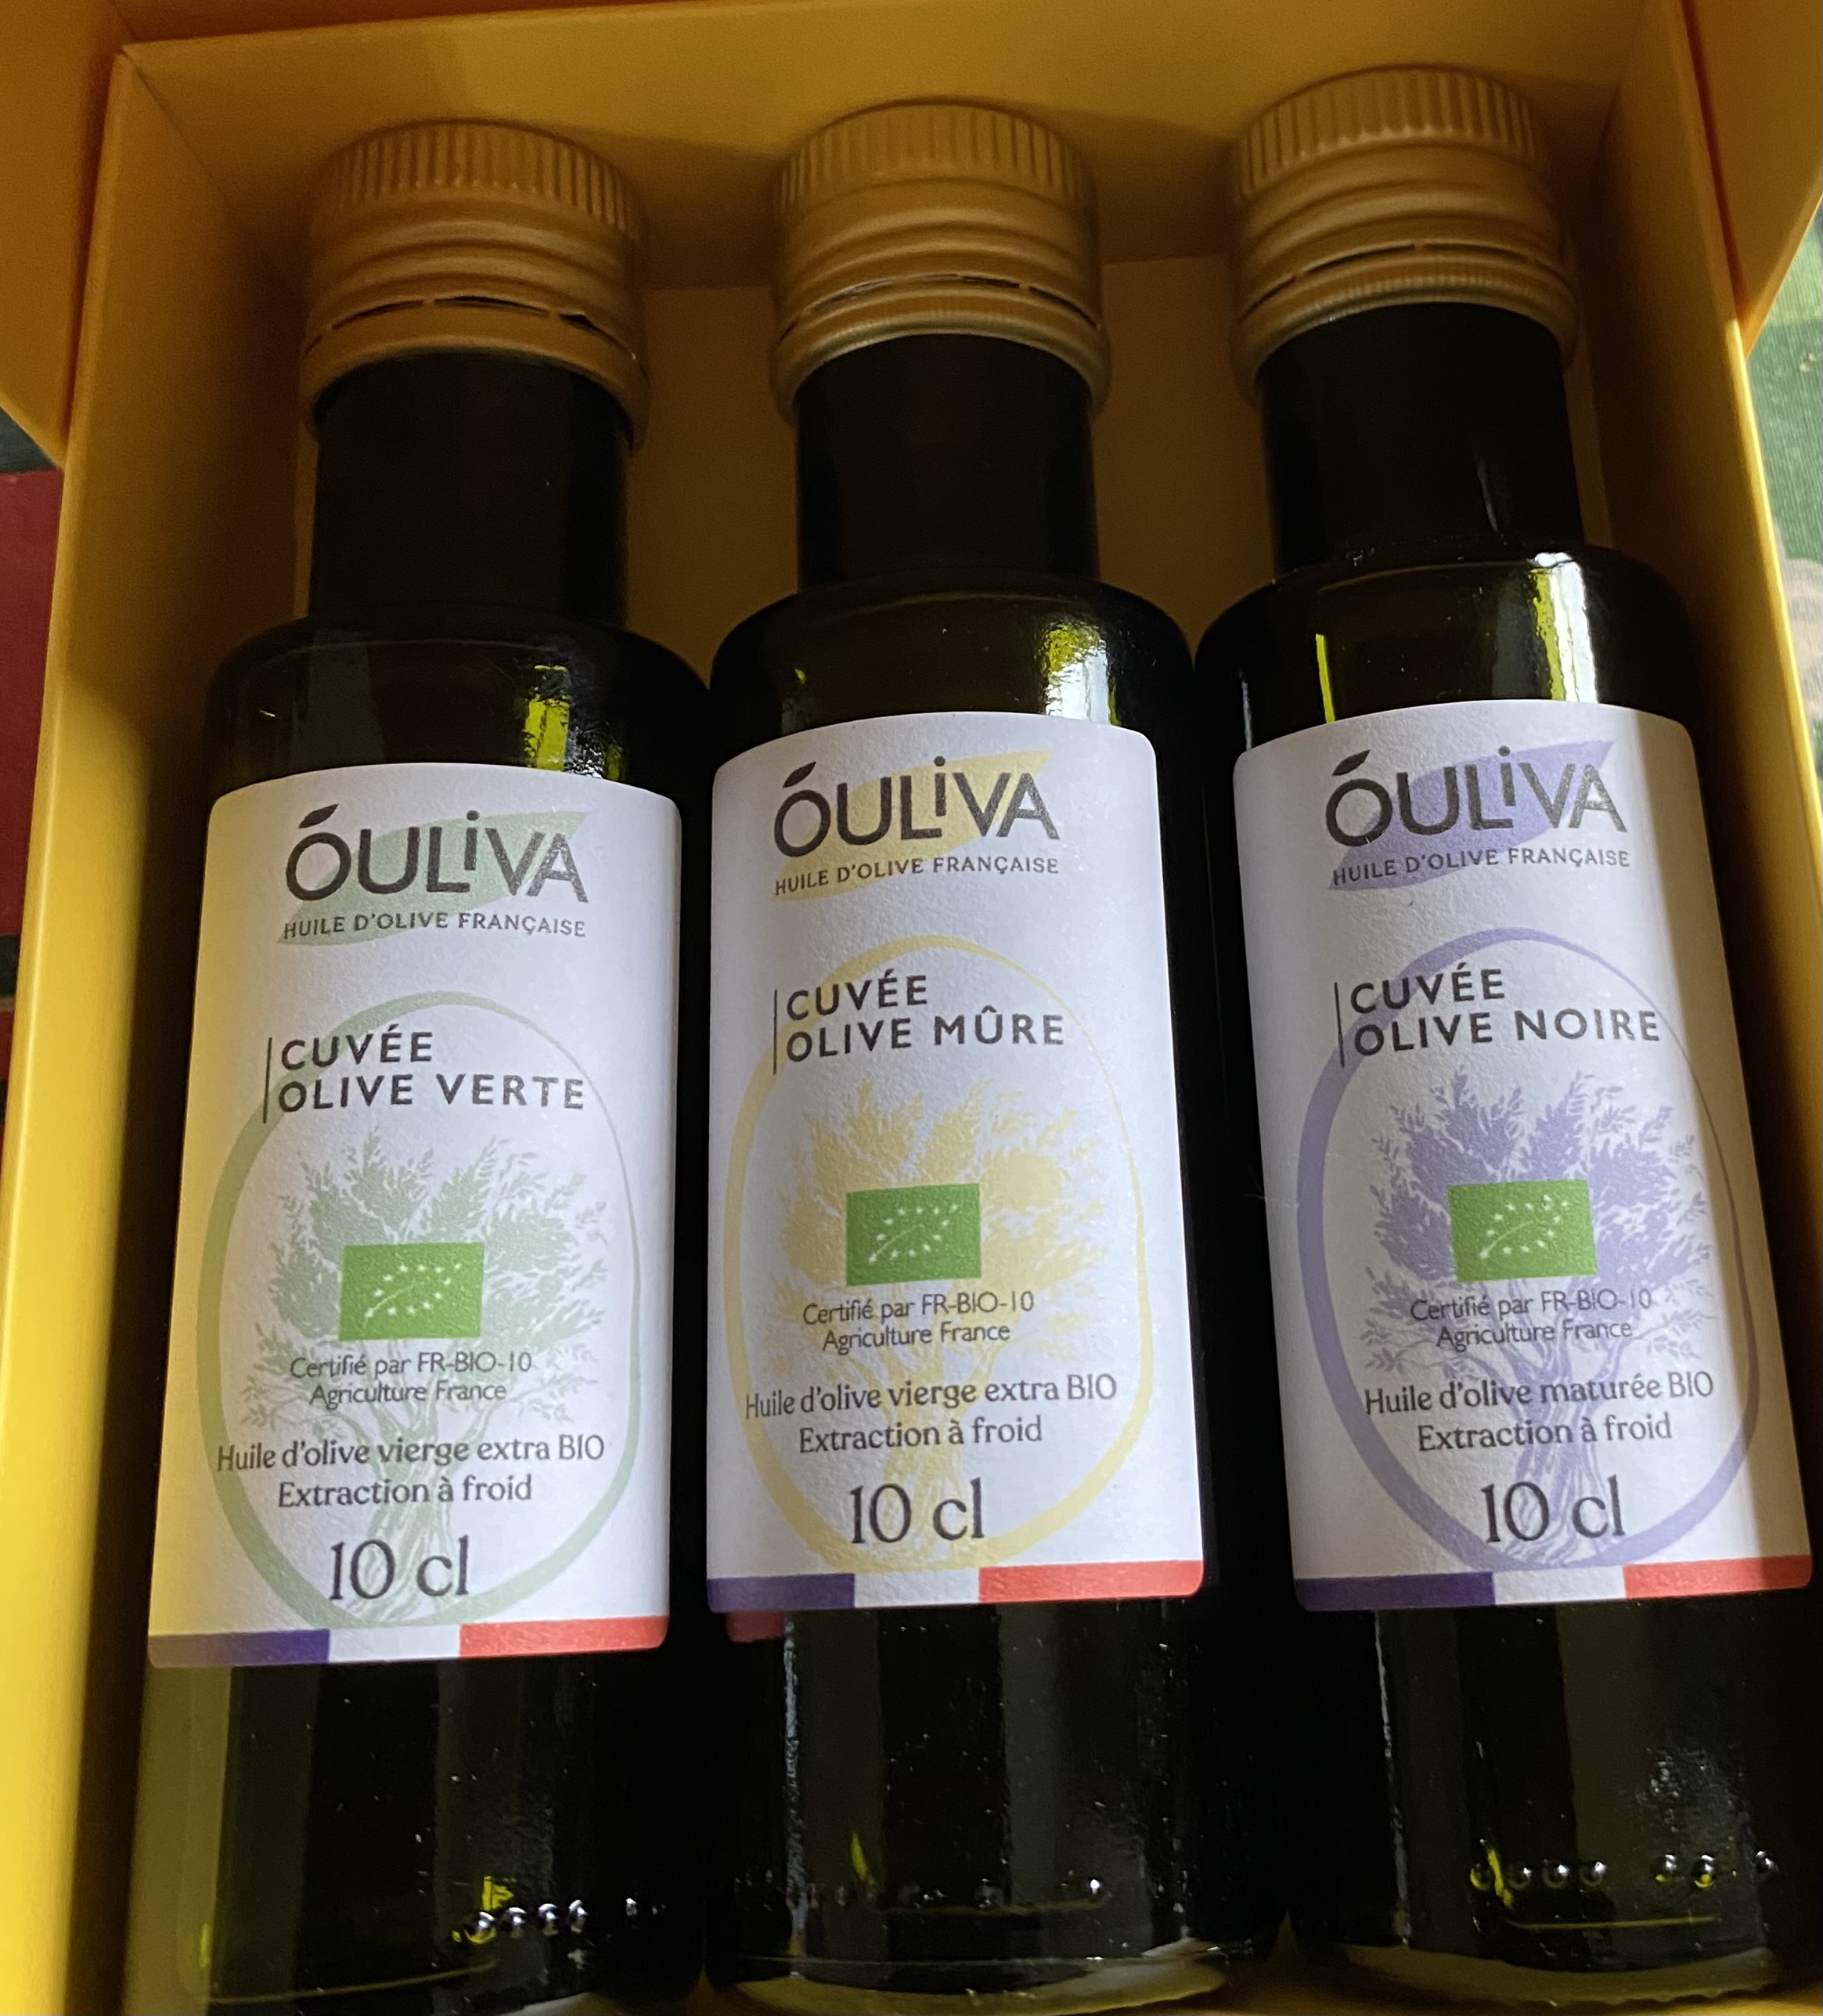 ÓULiVA
HUILE D'OLIVE FRANÇAISE
CUVÉE
OLIVE VERTE
Certifié par FR-BIO-10
Agriculture France
Huile d'olive vierge extra BIO
Extraction à froid
10 cl
ÓULiVA
HUILE D'OLIVE FRANÇAISE
CUVÉE
OLIVE MÛRE
Certifié par FR-BIO-10
Agriculture France
Huile d'olive vierge extra BIO
Extraction à froid
10 cl
ÓULiVA
HUILE D'OLIVE FRANÇAISE
CUVÉE
OLIVE NOIRE
Certifié par FR-BIO-10
Agriculture France
Huile d'olive maturée BIO
Extraction à froid
10 cl